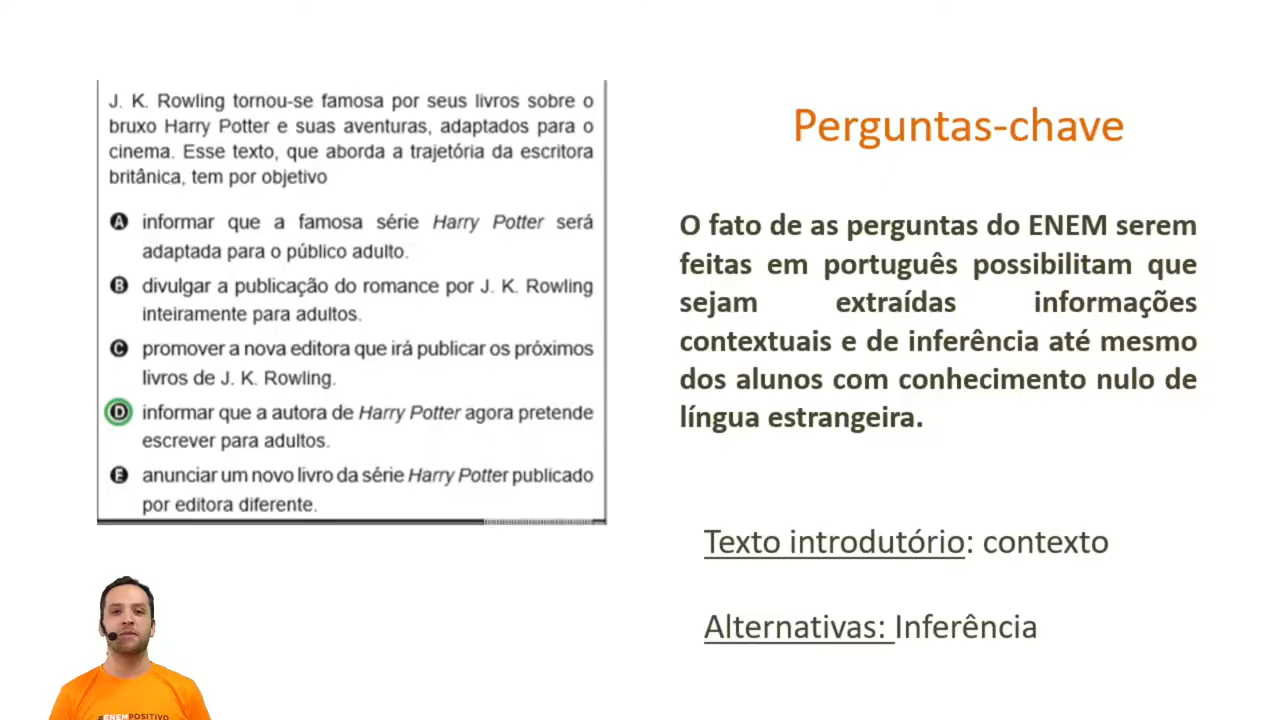 J. K. Rowling tornou-se famosa por seus livros sobre o
bruxo Harry Potter e suas aventuras, adaptados para o
cinema. Esse texto, que aborda a trajetória da escritora
britânica, tem por objetivo
A informar que a famosa série Harry Potter será
adaptada para o público adulto.
B divulgar a publicação do romance por J. K. Rowling
inteiramente para adultos.
C promover a nova editora que irá publicar os próximos
livros de J. K. Rowling.
D informar que a autora de Harry Potter agora pretende
escrever para adultos.
E anunciar um novo livro da série Harry Potter publicado
por editora diferente.
Perguntas-chave
O fato de as perguntas do ENEM serem
feitas em português possibilitam que
sejam extraídas informações
contextuais e de inferência até mesmo
dos alunos com conhecimento nulo de
língua estrangeira.
Texto introdutório: contexto
Alternativas: Inferência
#ENEMPOSITIVO